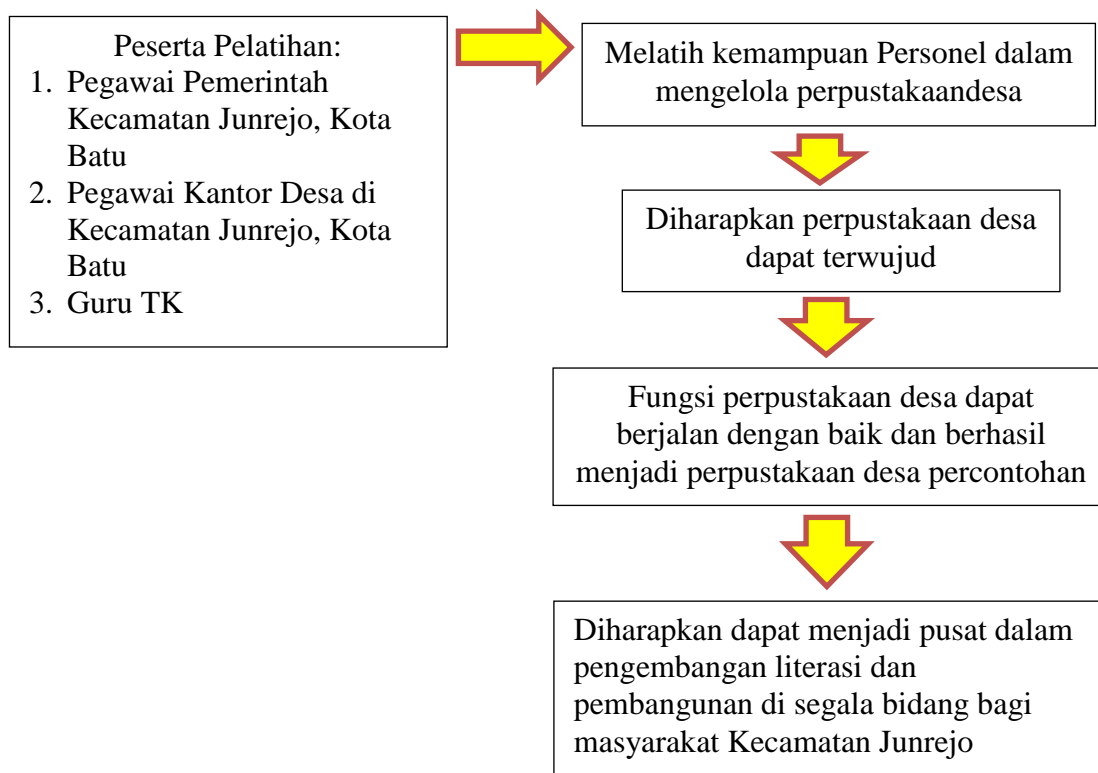 Peserta Pelatihan:
1. Pegawai Pemerintah
Kecamatan Junrejo, Kota
Batu
2. Pegawai Kantor Desa di
Kecamatan Junrejo, Kota
Batu
3. Guru TK
Melatih kemampuan Personel dalam
mengelola perpustakaandesa
Diharapkan perpustakaan desa
dapat terwujud
Fungsi perpustakaan desa dapat
berjalan dengan baik dan berhasil
menjadi perpustakaan desa percontohan
Diharapkan dapat menjadi pusat dalam
pengembangan literasi dan
pembangunan di segala bidang bagi
masyarakat Kecamatan Junrejo